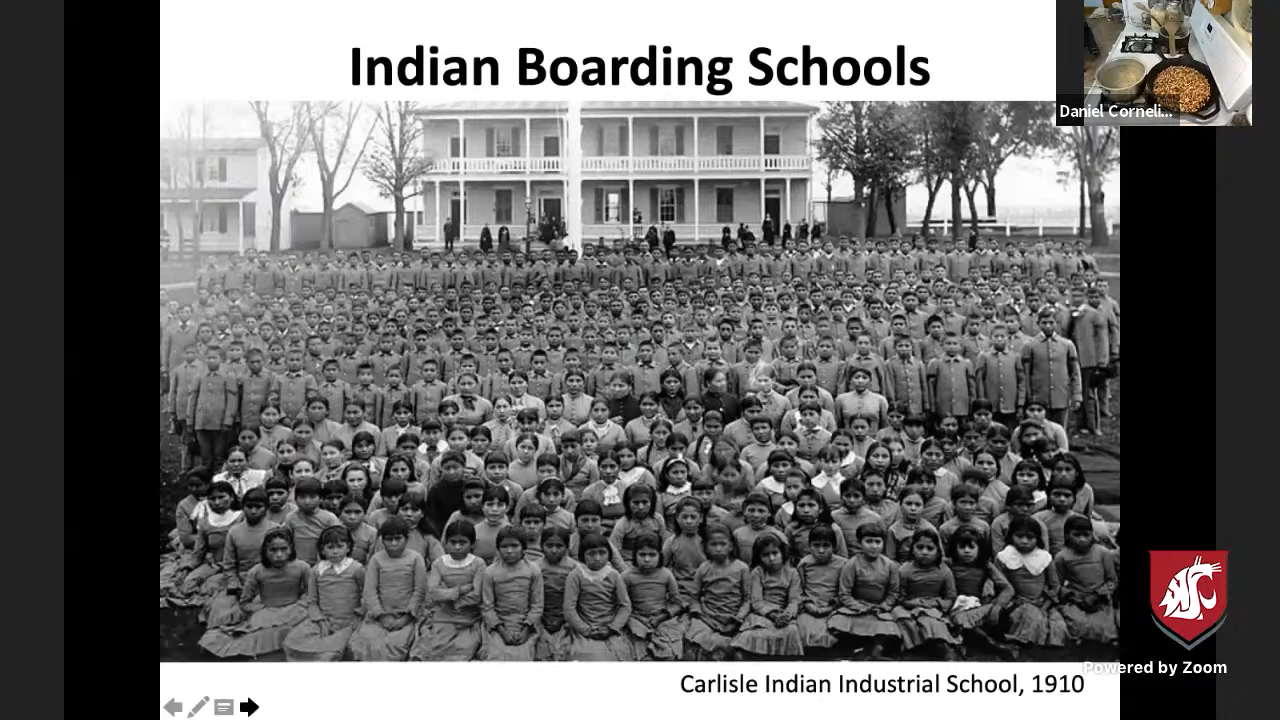 Indian Boarding Schools
Daniel Corneli...
Powered by Zoom
Carlisle Indian Industrial School, 1910